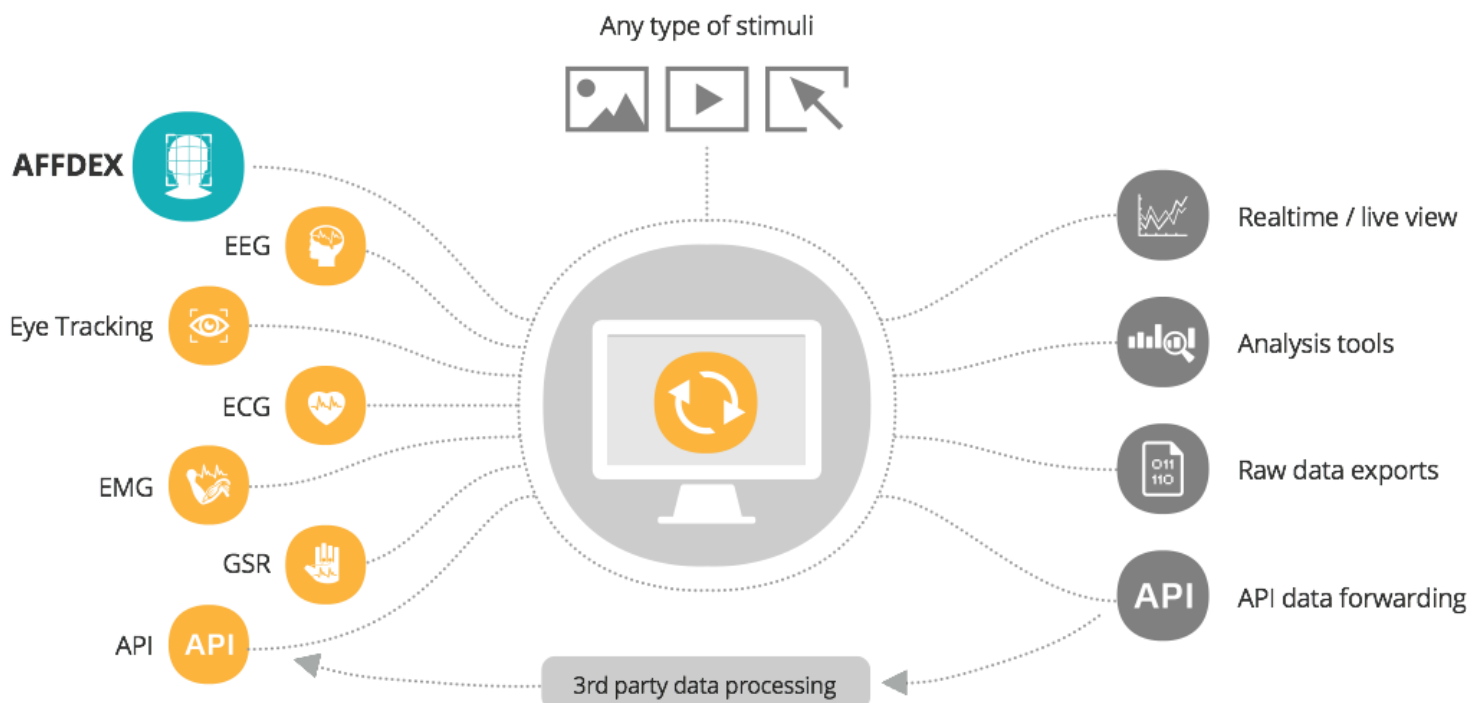 Any type of stimuli
AFFDEX
EEG
Eye Tracking
ECG
EMG
GSR
API
API
Realtime / live view
Analysis tools
011
110
Raw data exports
API
API data forwarding
3rd party data processing